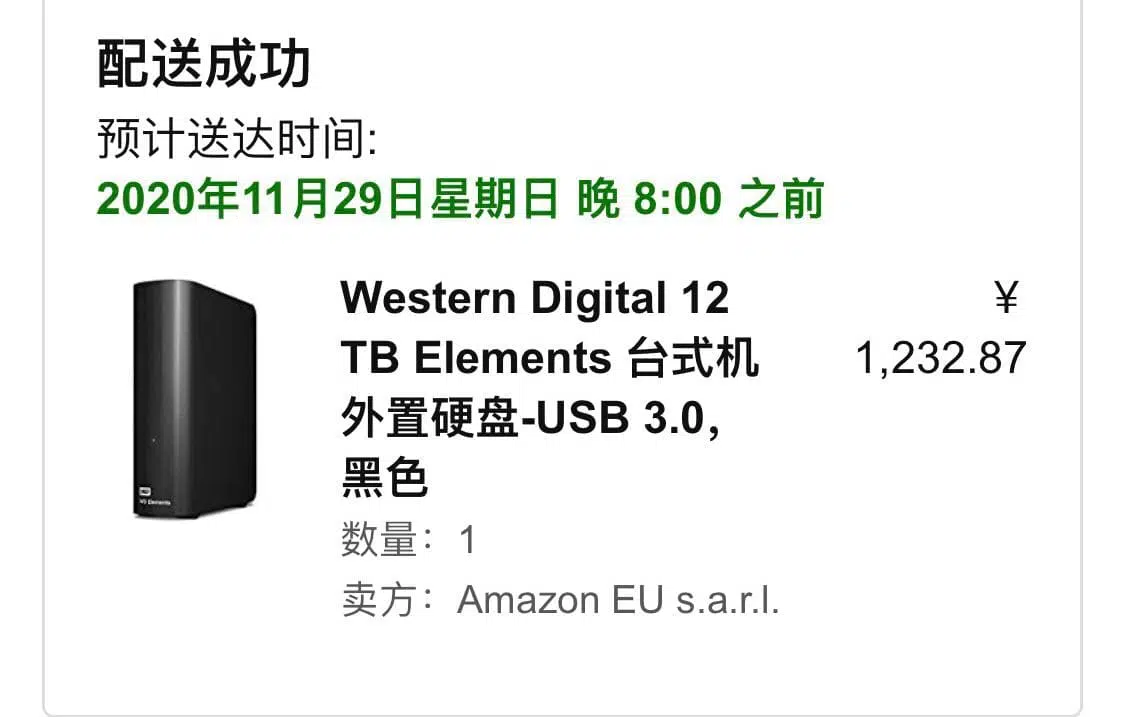 配送成功
预计送达时间:
2020年11月29日星期日 晚 8:00 之前
Western Digital 12
TB Elements 台式机
外置硬盘-USB 3.0，
黑色
¥
1,232.87
数量：1
卖方：Amazon EU s.a.r.l.
WD
WD Elements